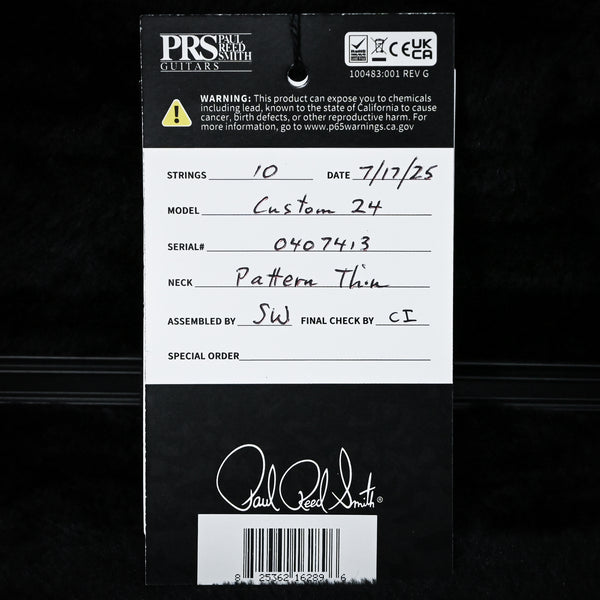 PRS PAUL REED SMITH
GUITARS
CE UK CA
100483:001 REV G
WARNING: This product can expose you to chemicals
including lead, known to the state of California to cause
cancer, birth defects, or other reproductive harm. For
more information, go to www.p65warnings.ca.gov
STRINGS 10 DATE 7/17/25
MODEL Custom 24
SERIAL# 0407413
NECK Pattern Thin
ASSEMBLED BY SW FINAL CHECK BY CI
SPECIAL ORDER
Paul Reed Smith®
8 25362 16289 6